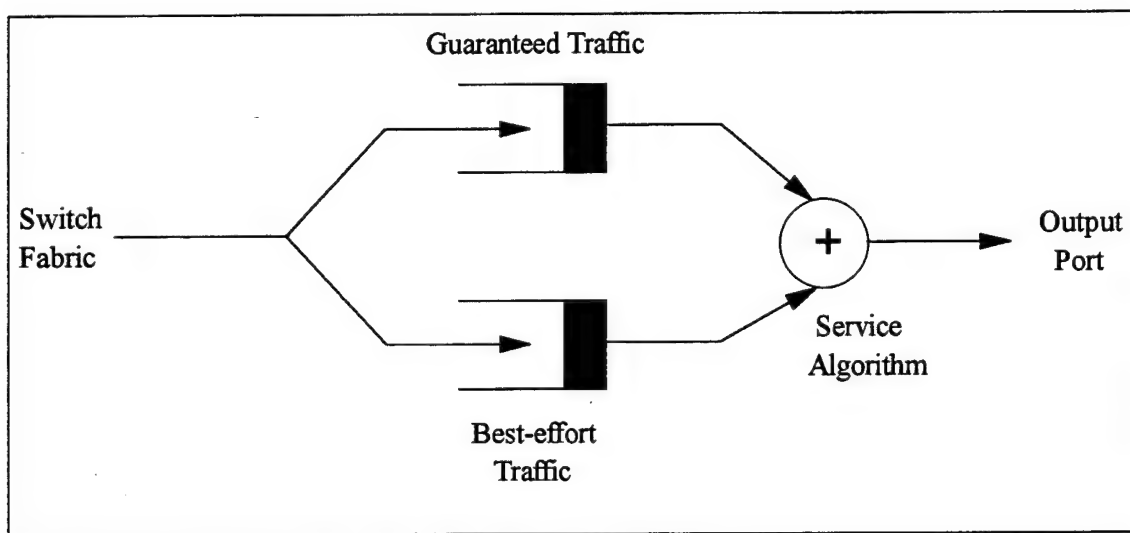 Guaranteed Traffic
Switch
Fabric
+
Output
Port
Service
Algorithm
Best-effort
Traffic